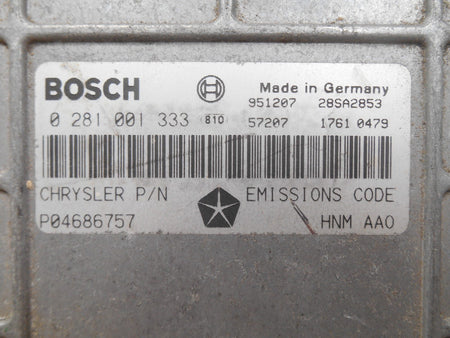 BOSCH Made in Germany
951207 28SA2853
0 281 001 333 810 57207 1761 0479
CHRYSLER P/N EMISSIONS CODE
P04686757 HNM AAO